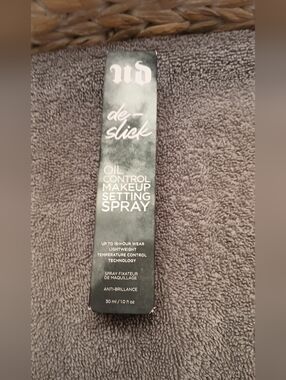 ud
de-
slick
OIL
CONTROL
MAKEUP
SETTING
SPRAY
UP TO 16-HOUR WEAR
LIGHTWEIGHT
TEMPERATURE CONTROL
TECHNOLOGY
SPRAY FIXATEUR
DE MAQUILLAGE
ANTI-BRILLANCE
30 ml / 1.0 fl oz